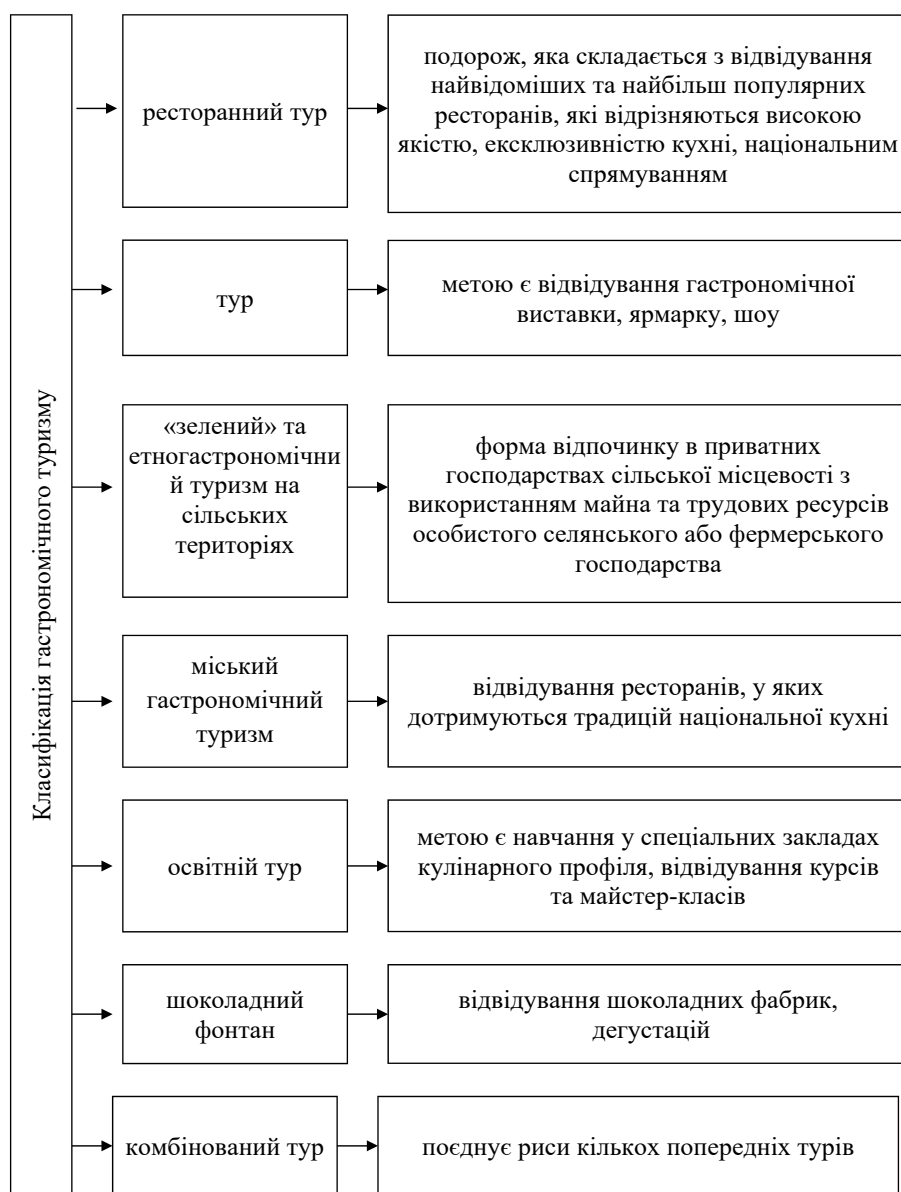 Класифікація гастрономічного туризму
ресторанний тур
подорож, яка складається з відвідування
найвідоміших та найбільш популярних
ресторанів, які відрізняються високою
якістю, ексклюзивністю кухні, національним
спрямуванням
тур
метою є відвідування гастрономічної
виставки, ярмарку, шоу
«зелений» та
етногастрономічни
й туризм на
сільських
територіях
форма відпочинку в приватних
господарствах сільської місцевості з
використанням майна та трудових ресурсів
особистого селянського або фермерського
господарства
міський
гастрономічний
туризм
відвідування ресторанів, у яких
дотримуються традицій національної кухні
освітній тур
метою є навчання у спеціальних закладах
кулінарного профіля, відвідування курсів
та майстер-класів
шоколадний
фонтан
відвідування шоколадних фабрик,
дегустацій
комбінований тур
поєднує риси кількох попередніх турів